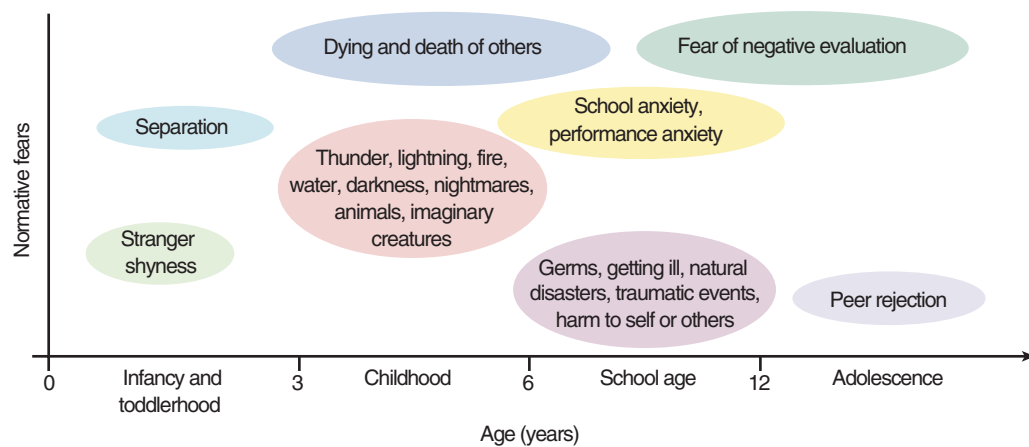 Dying and death of others
Fear of negative evaluation
School anxiety,
performance anxiety
Separation
Thunder, lightning, fire,
water, darkness, nightmares,
animals, imaginary
creatures
Stranger
shyness
Germs, getting ill, natural
disasters, traumatic events,
harm to self or others
Peer rejection
Normative fears
0
Infancy and
toddlerhood
3
Childhood
6
School age
12
Adolescence
Age (years)